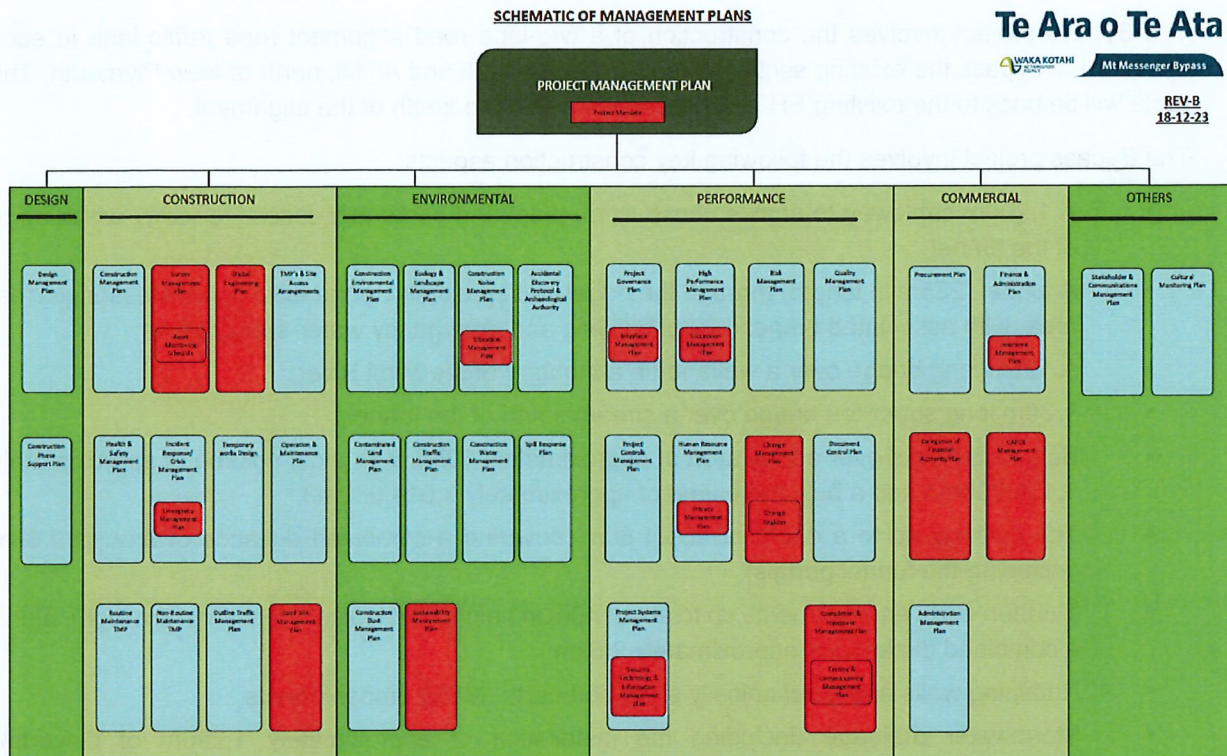 SCHEMATIC OF MANAGEMENT PLANS
Te Ara o Te Ata
WAKA KOTAHI
Mt Messenger Bypass
REV-B
18-12-23
PROJECT MANAGEMENT PLAN
Project Mandate
DESIGN
CONSTRUCTION
ENVIRONMENTAL
PERFORMANCE
COMMERCIAL
OTHERS
Design
Management Plan
Construction
Management
Plan
Survey
Management
Plan
Digital
Engineering
Plan
TMP's & Site
Access
Arrangements
Construction
Environmental
Management Plan
Ecology &
Landscape
Management
Plan
Construction
Noise
Management
Plan
Accidental
Discovery
Protocol &
Archaeological
Authority
Project
Governance
Plan
High
Performance
Management
Plan
Risk
Management
Plan
Quality
Management
Plan
Procurement Plan
Finance &
Administration
Plan
Stakeholder &
Communications
Management
Plan
Cultural
Monitoring Plan
Vibration
Management
Plan
Interface
Management
Plan
Management
Plan
Insurance
Management
Plan
Construction
Phase
Support Plan
Health &
Safety
Management
Plan
Incident
Response/
Crisis
Management
Plan
Temporary
works Design
Operation &
Maintenance
Plan
Contaminated
Land
Management
Plan
Construction
Traffic
Management
Plan
Construction
Water
Management
Plan
Spill Response
Plan
Project
Controls
Management
Plan
Human Resource
Management
Plan
Change
Management
Plan
Document
Control Plan
Delegation of
Financial
Authority Plan
Management
Plan
Emergency
Management
Plan
Privacy
Management
Plan
Change
Register
Routine
Maintenance
TMP
Non-Routine
Maintenance
TMP
Outline Traffic
Management
Plan
Management
Plan
Construction
Dust
Management
Plan
Sustainability
Management
Plan
Project Systems
Management
Plan
Completion &
Handover
Management Plan
Administration
Management
Plan
Security
Technology &
Information
Management
Plan
Testing &
Commissioning
Management
Plan